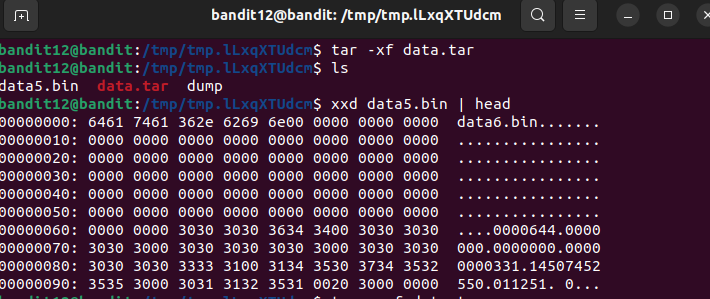 bandit12@bandit: /tmp/tmp.lLxqXTUdcm
bandit12@bandit:/tmp/tmp.lLxqXTUdcm$ tar -xf data.tar
bandit12@bandit:/tmp/tmp.lLxqXTUdcm$ ls
data5.bin  data.tar  dump
bandit12@bandit:/tmp/tmp.lLxqXTUdcm$ xxd data5.bin | head
00000000: 6461 7461 362e 6269 6e00 0000 0000 0000  data6.bin.......
00000010: 0000 0000 0000 0000 0000 0000 0000 0000  ................
00000020: 0000 0000 0000 0000 0000 0000 0000 0000  ................
00000030: 0000 0000 0000 0000 0000 0000 0000 0000  ................
00000040: 0000 0000 0000 0000 0000 0000 0000 0000  ................
00000050: 0000 0000 0000 0000 0000 0000 0000 0000  ................
00000060: 0000 0000 3030 3030 3634 3400 3030 3030  ....0000644.0000
00000070: 3030 3000 3030 3030 3030 3000 3030 3030  000.0000000.0000
00000080: 3030 3030 3333 3100 3134 3530 3734 3532  0000331.14507452
00000090: 3535 3000 3031 3132 3531 0020 3000 0000  550.011251. 0...